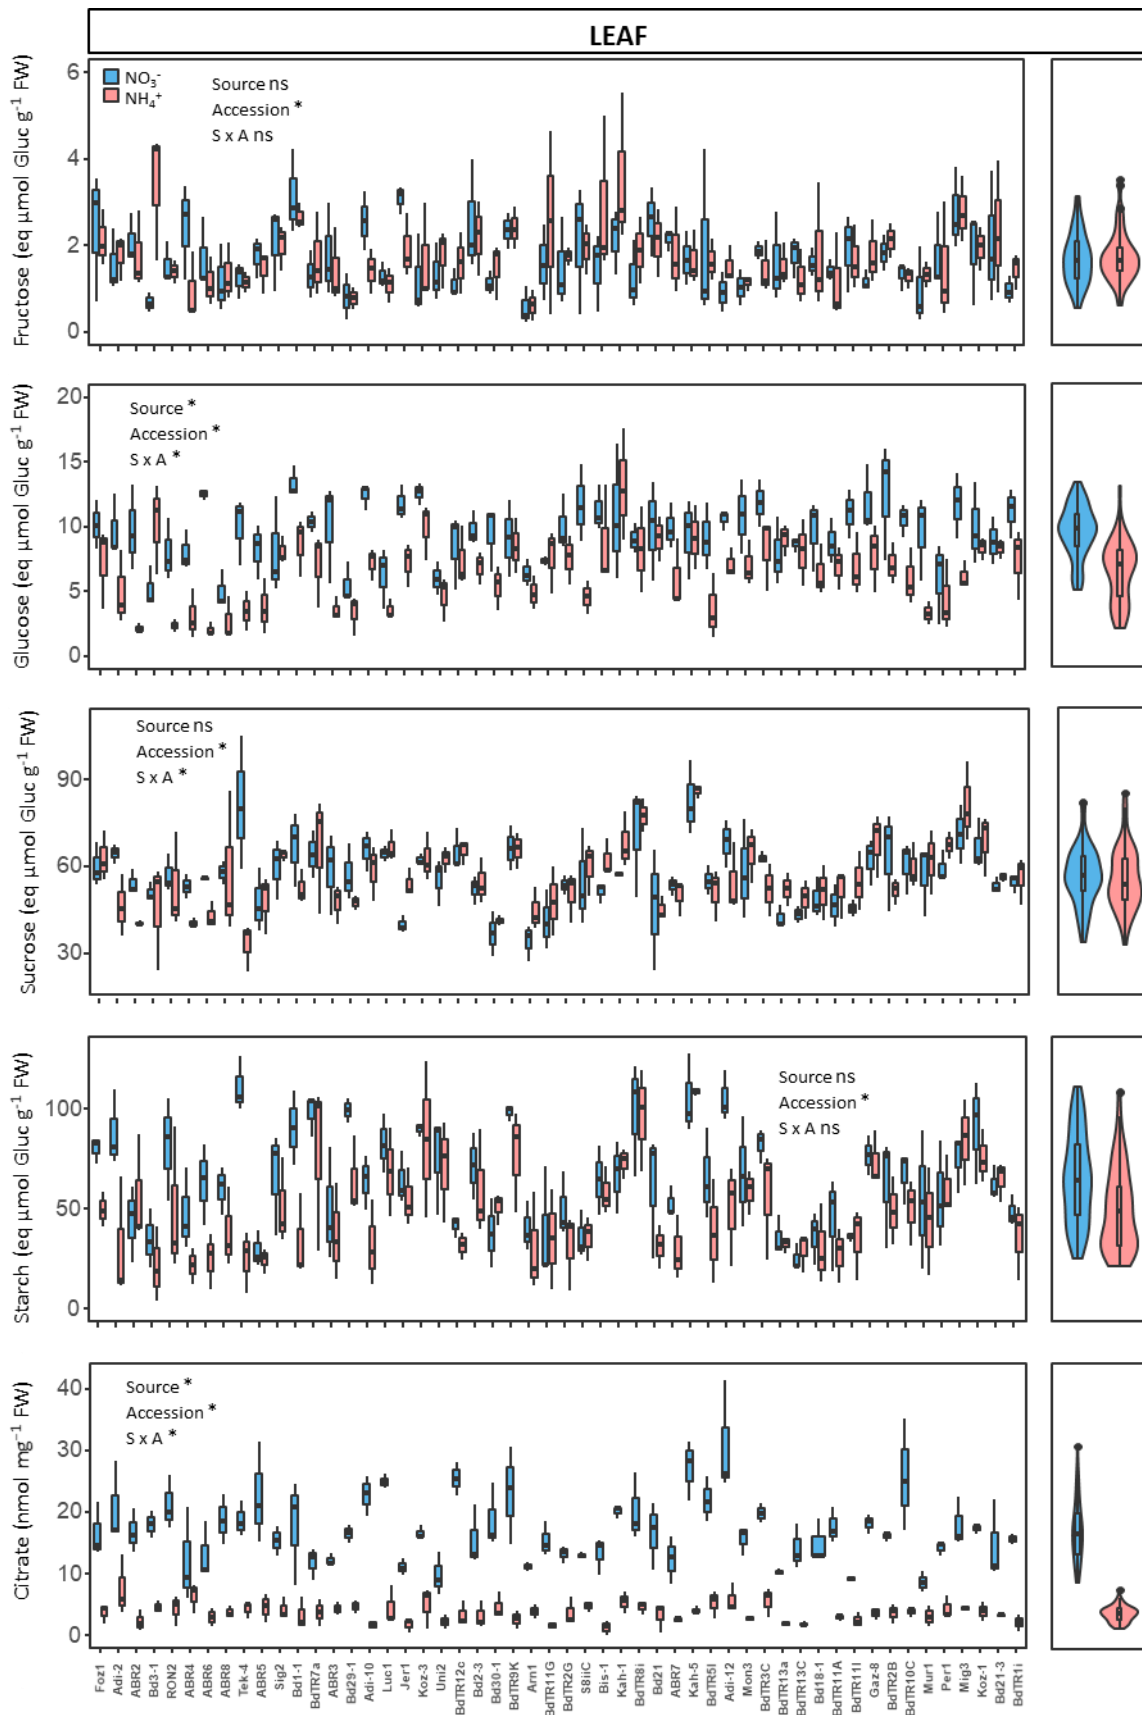 LEAF
Fructose (eq µmol Gluc g⁻¹ FW)
6
4
2
0
NO₃⁻
NH₄⁺
Source ns
Accession *
S x A ns
Glucose (eq µmol Gluc g⁻¹ FW)
20
15
10
5
0
Source *
Accession *
S x A *
Sucrose (eq µmol Gluc g⁻¹ FW)
90
60
30
Source ns
Accession *
S x A *
Starch (eq µmol Gluc g⁻¹ FW)
100
50
0
Source ns
Accession *
S x A ns
Citrate (nmol mg⁻¹ FW)
40
30
20
10
0
Source *
Accession *
S x A *
Foz1
Adi-2
ABR2
Bd3-1
RON2
ABR4
ABR6
ABR8
Tek-4
ABR5
Sig2
Bd1-1
BdTR7a
ABR3
Bd29-1
Adi-10
Luc1
Jer1
Koz-3
Uni2
BdTR12c
Bd2-3
Bd30-1
BdTR9K
Arn1
BdTR11G
BdTR2G
S8iiC
Bis-1
Kah-1
BdTR8i
Bd21
ABR7
Kah-5
BdTR5I
Adi-12
Mon3
BdTR3C
BdTR13a
BdTR13C
Bd18-1
BdTR11A
BdTR11I
Gaz-8
BdTR2B
BdTR10C
Mur1
Per1
Mig3
Koz-1
Bd21-3
BdTR1i